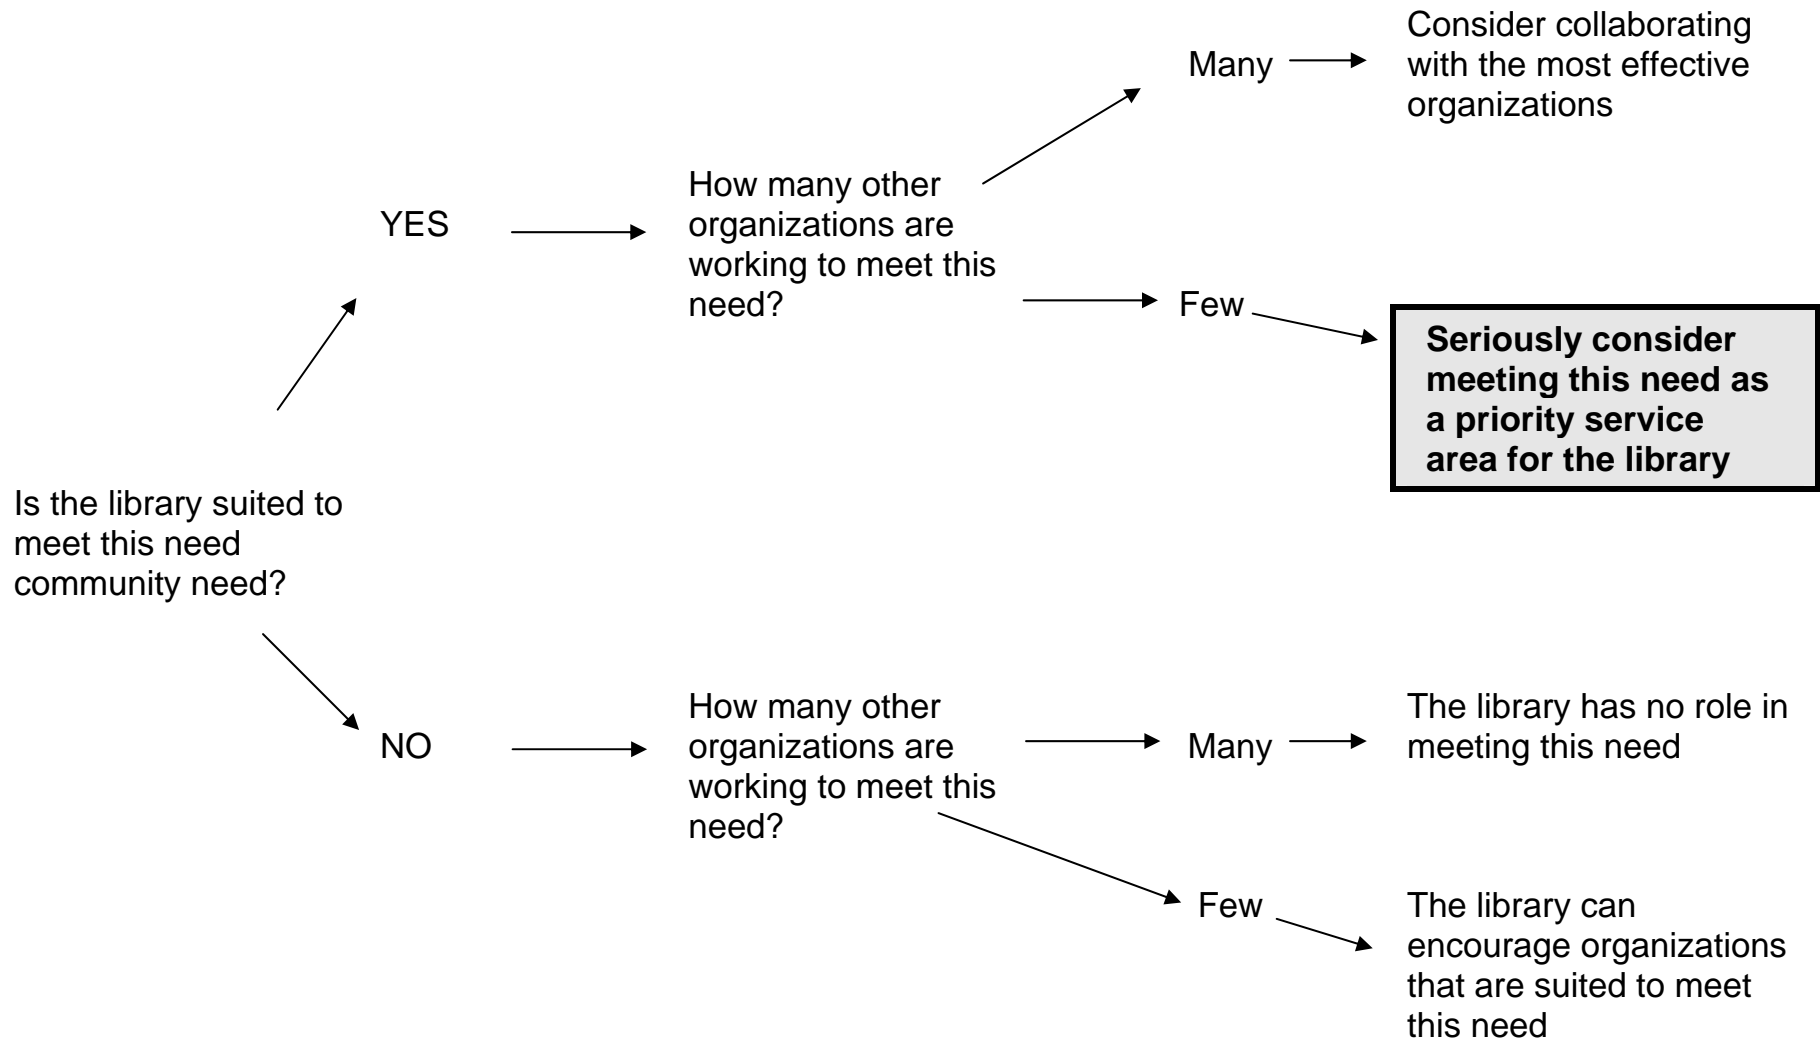 Is the library suited to
meet this need
community need?
YES
How many other
organizations are
working to meet this
need?
Many
Consider collaborating
with the most effective
organizations
Few
Seriously consider
meeting this need as
a priority service
area for the library
NO
How many other
organizations are
working to meet this
need?
Many
The library has no role in
meeting this need
Few
The library can
encourage organizations
that are suited to meet
this need